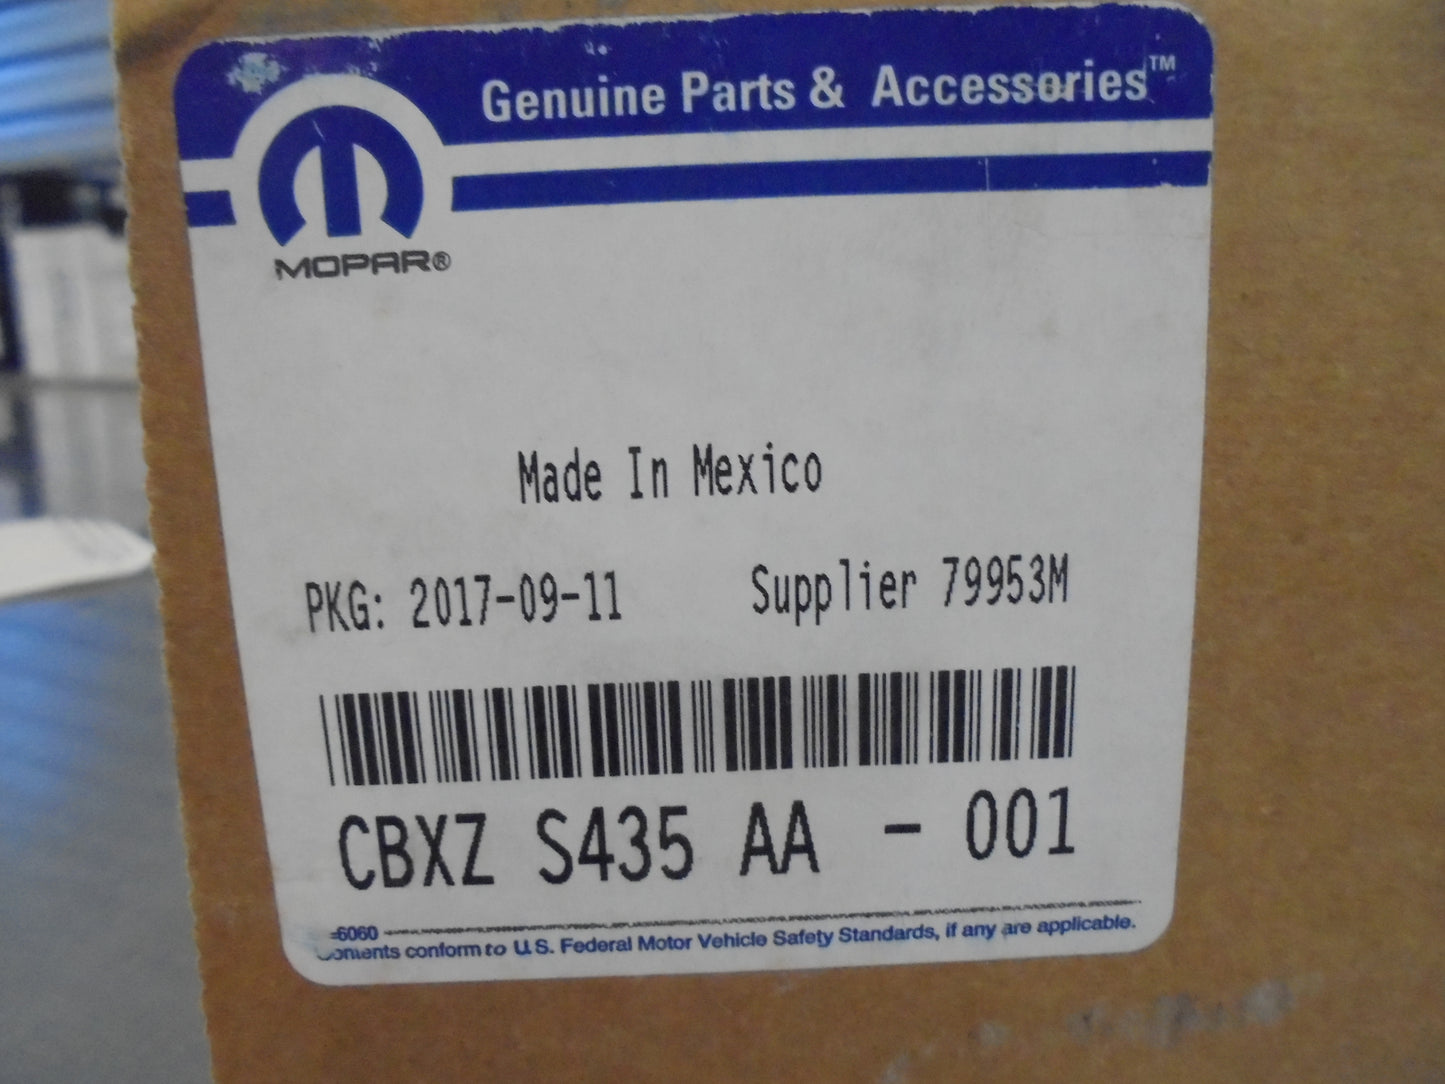 Genuine Parts & Accessories™
MOPAR®
Made In Mexico
PKG: 2017-09-11 Supplier 79953M
CBXZ S435 AA - 001
6060
Contents conform to U.S. Federal Motor Vehicle Safety Standards, if any are applicable.